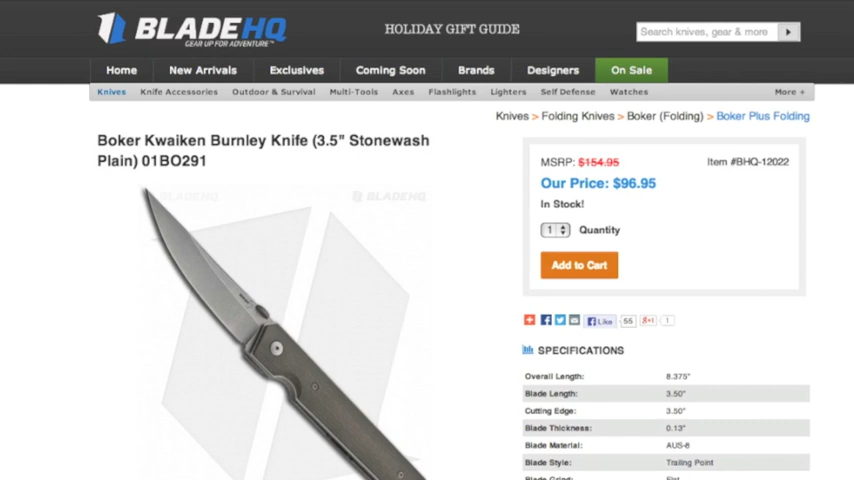 BLADEHQ
GEAR UP FOR ADVENTURE™
HOLIDAY GIFT GUIDE
Search knives, gear & more
Home New Arrivals Exclusives Coming Soon Brands Designers On Sale
Knives Knife Accessories Outdoor & Survival Multi-Tools Axes Flashlights Lighters Self Defense Watches More +
Knives > Folding Knives > Boker (Folding) > Boker Plus Folding
Boker Kwaiken Burnley Knife (3.5" Stonewash
Plain) 01BO291
MSRP: $154.95 Item #BHQ-12022
Our Price: $96.95
In Stock!
1 Quantity
Add to Cart
BLADEHQ
Like 55 +1 1
SPECIFICATIONS
Overall Length: 8.375"
Blade Length: 3.50"
Cutting Edge: 3.50"
Blade Thickness: 0.13"
Blade Material: AUS-8
Blade Style: Trailing Point